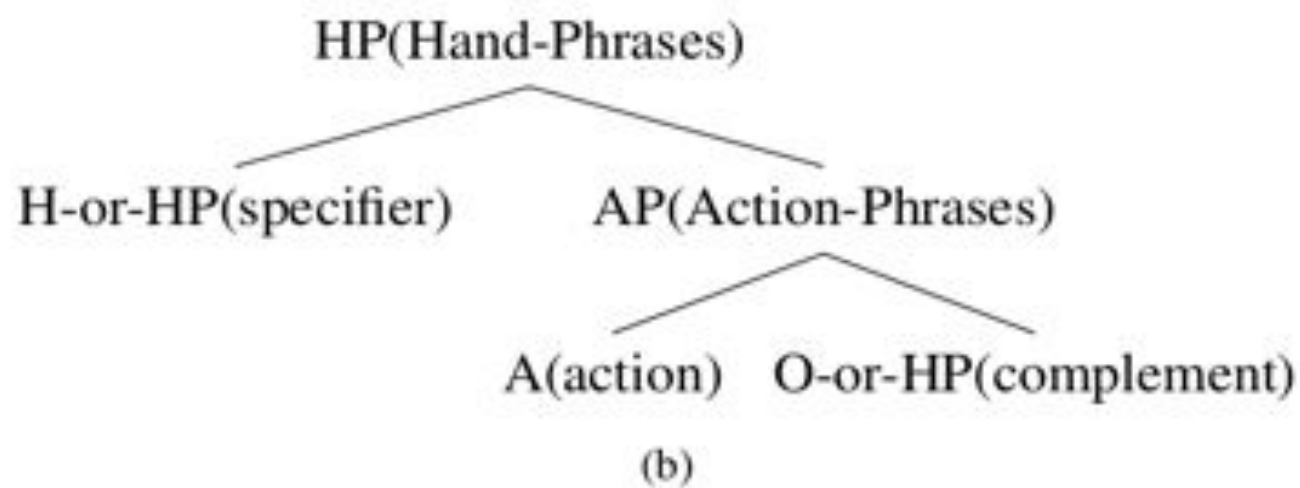 HP(Hand-Phrases)
H-or-HP(specifier) AP(Action-Phrases)
A(action) O-or-HP(complement)
(b)